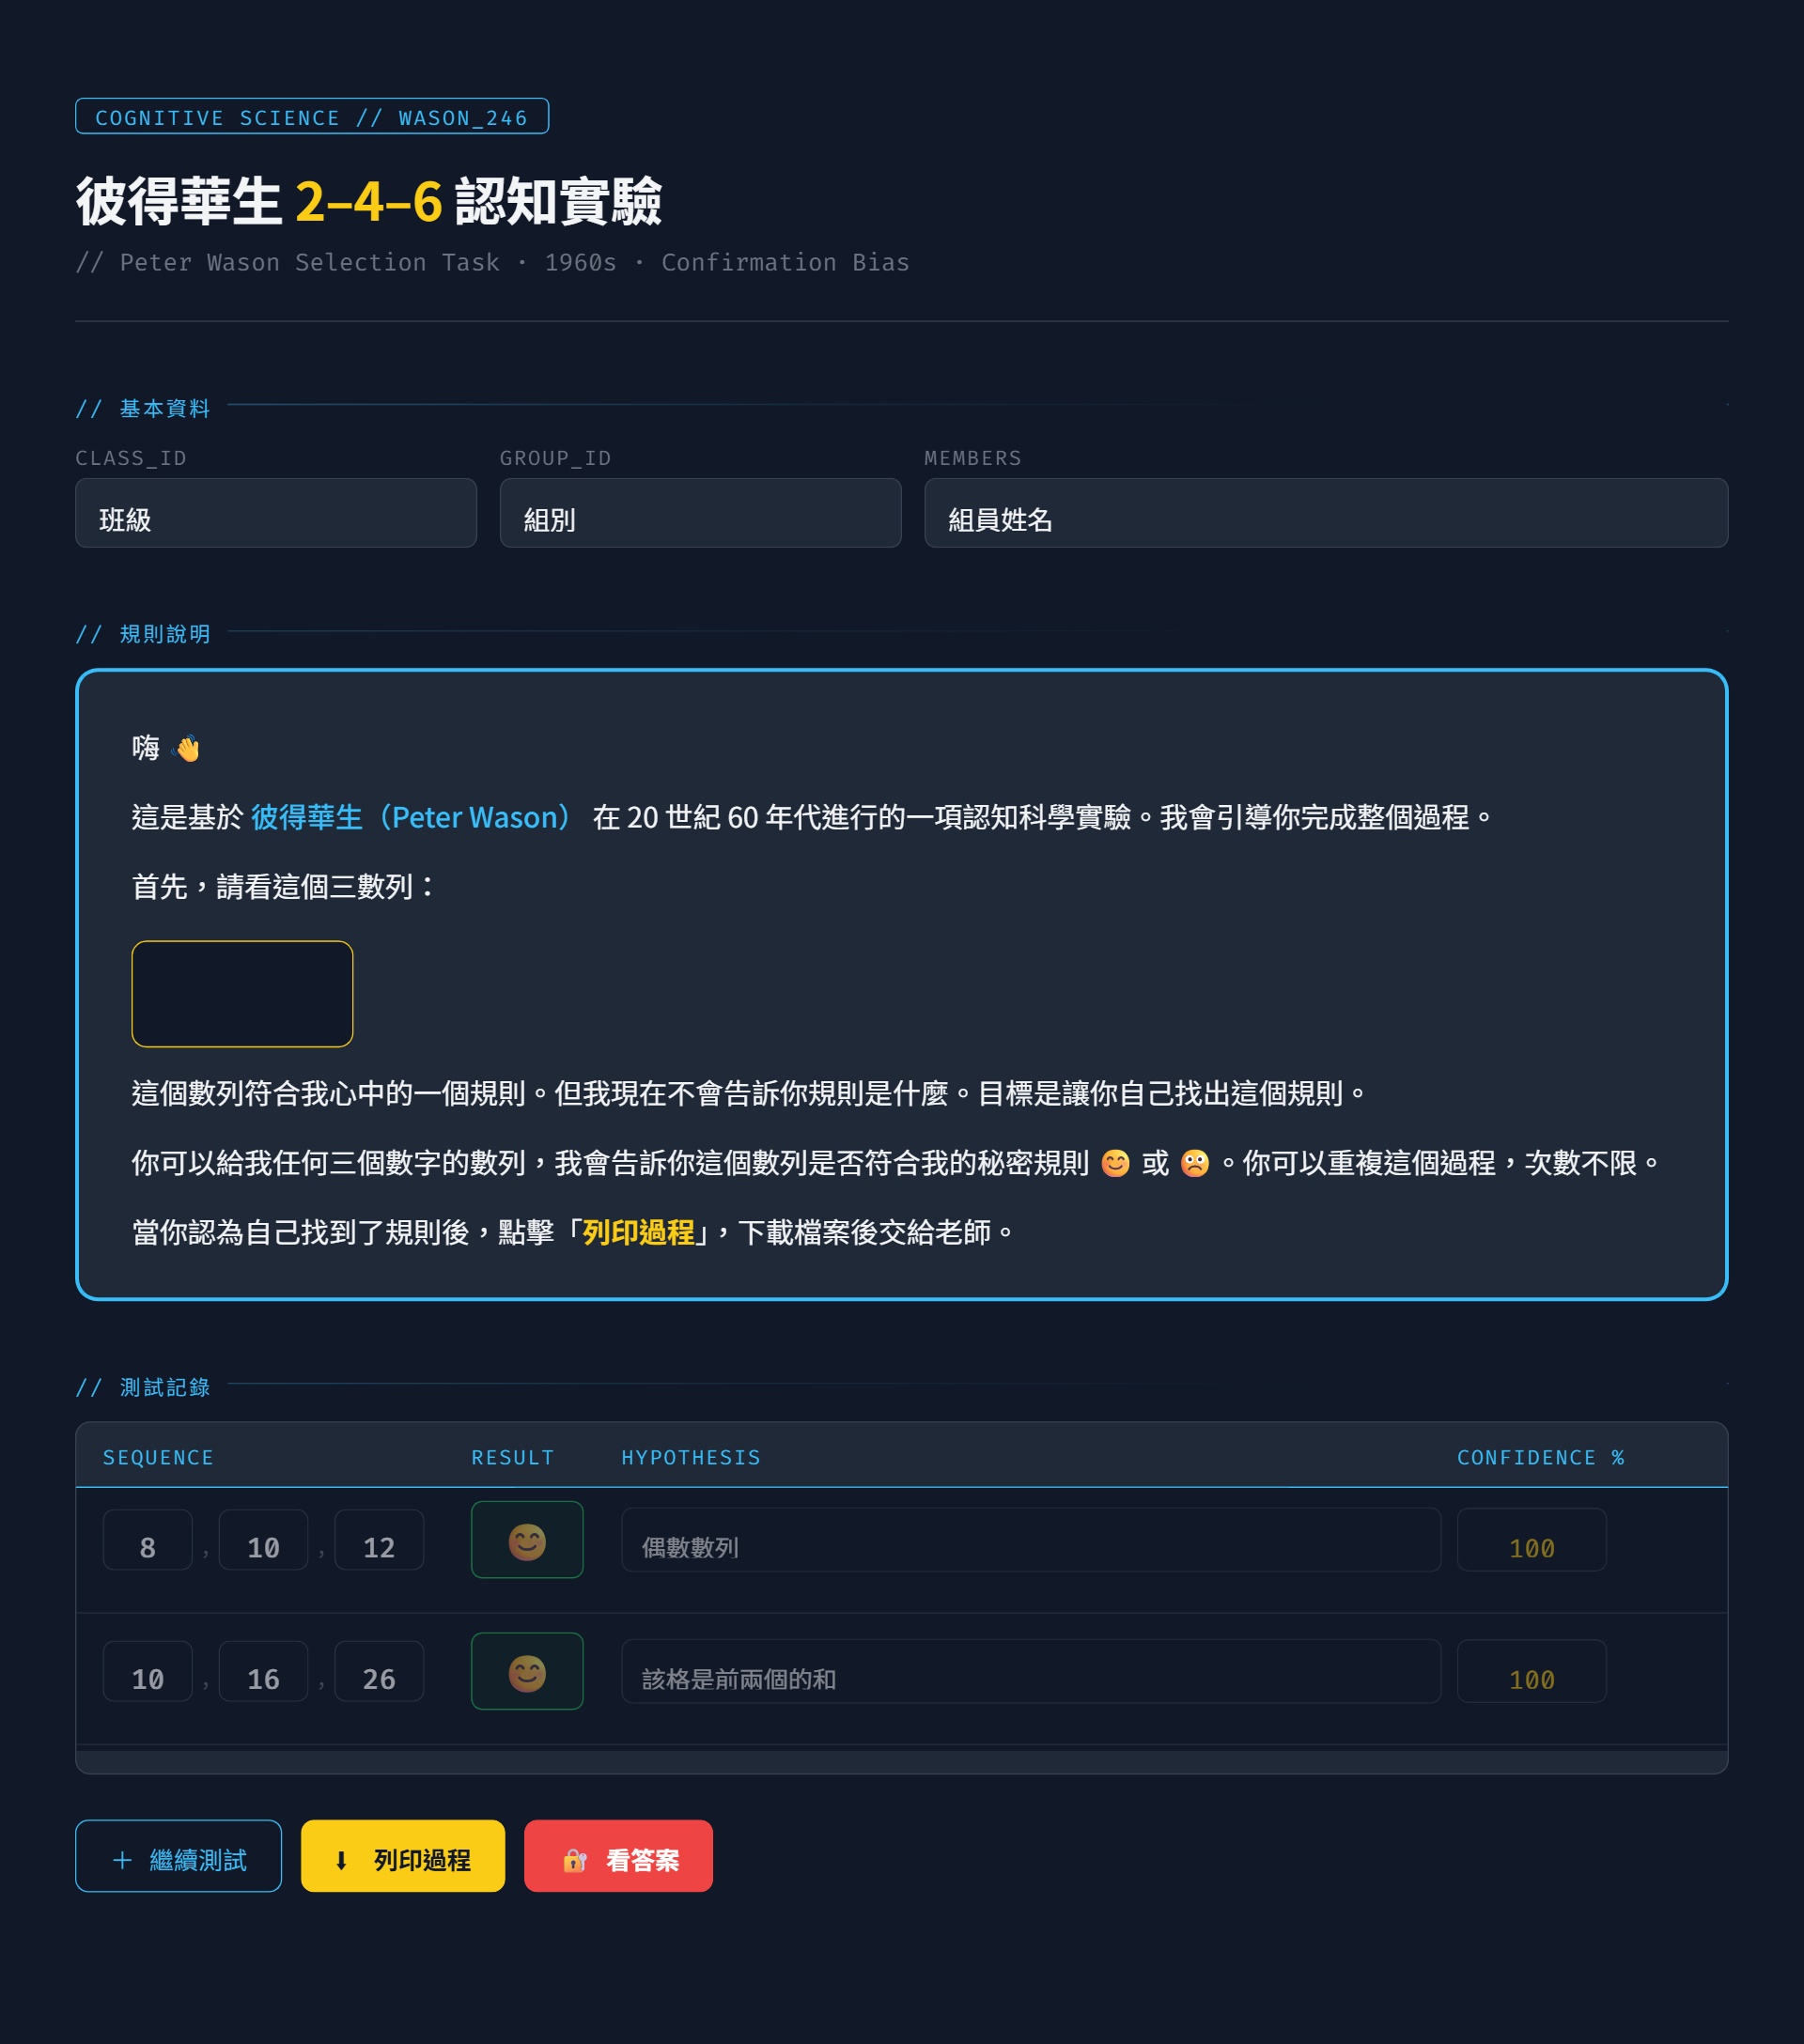 COGNITIVE SCIENCE // WASON_246
彼得華生 2–4–6 認知實驗
// Peter Wason Selection Task · 1960s · Confirmation Bias
// 基本資料
CLASS_ID GROUP_ID MEMBERS
班級 組別 組員姓名
// 規則說明
嗨 👋
這是基於 彼得華生（Peter Wason） 在 20 世紀 60 年代進行的一項認知科學實驗。我會引導你完成整個過程。
首先，請看這個三數列：
這個數列符合我心中的一個規則。但我現在不會告訴你規則是什麼。目標是讓你自己找出這個規則。
你可以給我任何三個數字的數列，我會告訴你這個數列是否符合我的秘密規則 😊 或 😟。你可以重複這個過程，次數不限。
當你認為自己找到了規則後，點擊「列印過程」，下載檔案後交給老師。
// 測試記錄
SEQUENCE RESULT HYPOTHESIS CONFIDENCE %
8 , 10 , 12 😊 偶數數列 100
10 , 16 , 26 😊 該格是前兩個的和 100
＋ 繼續測試 ⬇ 列印過程 🔐 看答案